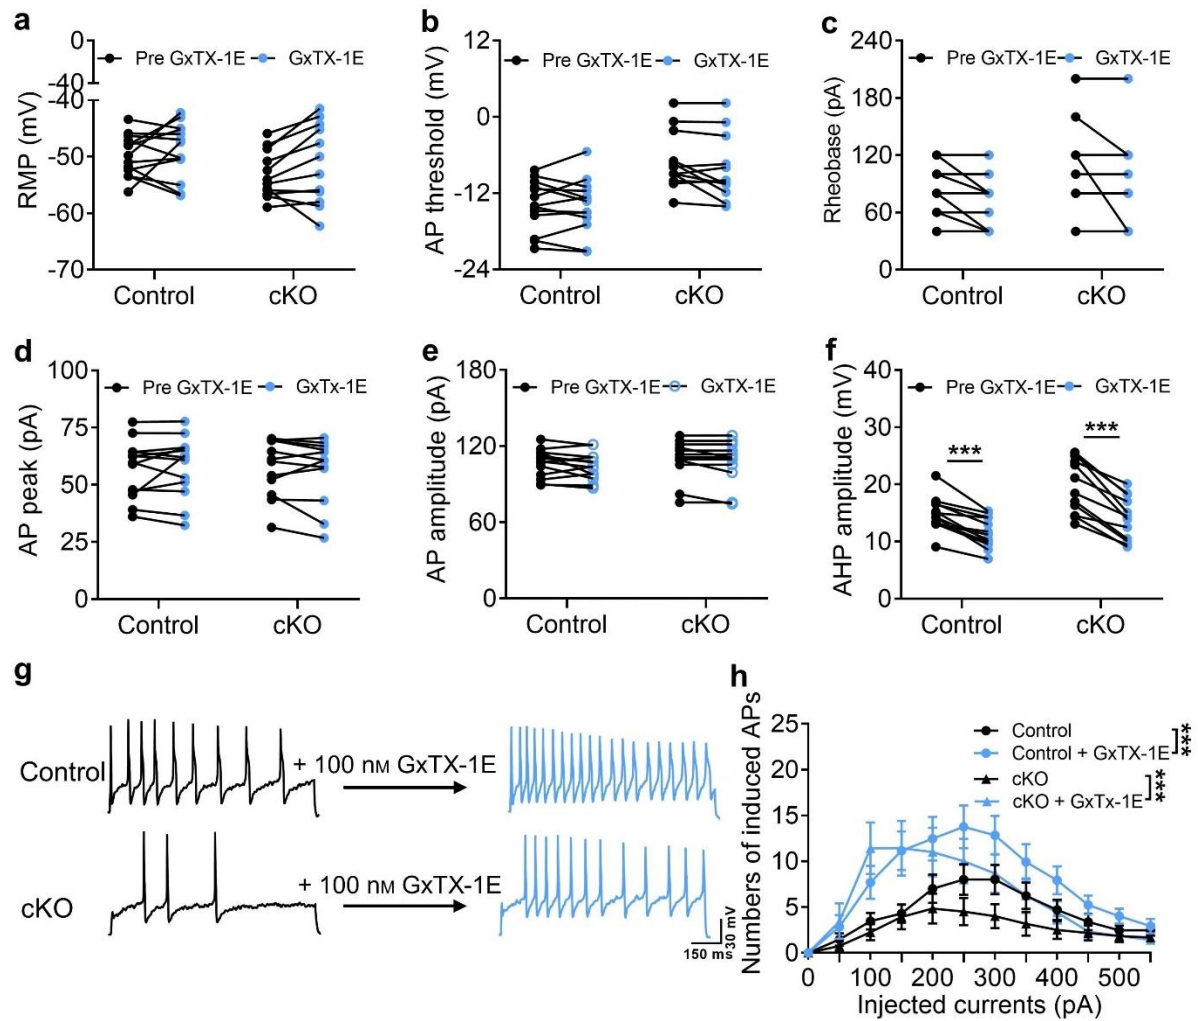 a
RMP (mV)
0
-40
-40
-50
-60
-70
Pre GxTX-1E
GxTX-1E
Control
cKO
b
AP threshold (mV)
12
0
-12
-24
Pre GxTX-1E
GxTX-1E
Control
cKO
c
Rheobase (pA)
240
180
120
60
0
Pre GxTX-1E
GxTX-1E
Control
cKO
d
AP peak (pA)
100
75
50
25
0
Pre GxTX-1E
GxTx-1E
Control
cKO
e
AP amplitude (pA)
180
120
60
0
Pre GxTX-1E
GxTX-1E
Control
cKO
f
AHP amplitude (mV)
40
30
20
10
0
Pre GxTX-1E
GxTX-1E
***
***
Control
cKO
g
Control
+ 100 nM GxTX-1E
cKO
+ 100 nM GxTX-1E
30 mV
150 ms
h
Numbers of induced APs
25
20
15
10
5
0
Control
Control + GxTX-1E
***
cKO
cKO + GxTx-1E
***
0 100 200 300 400 500
Injected currents (pA)